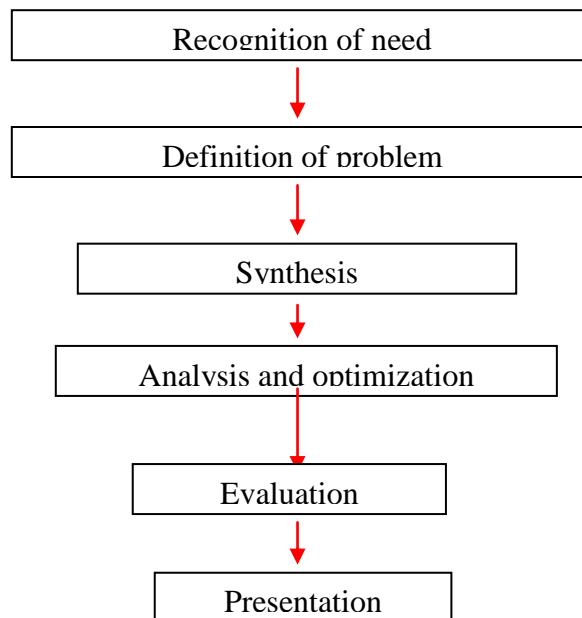 Recognition of need
Definition of problem
Synthesis
Analysis and optimization
Evaluation
Presentation